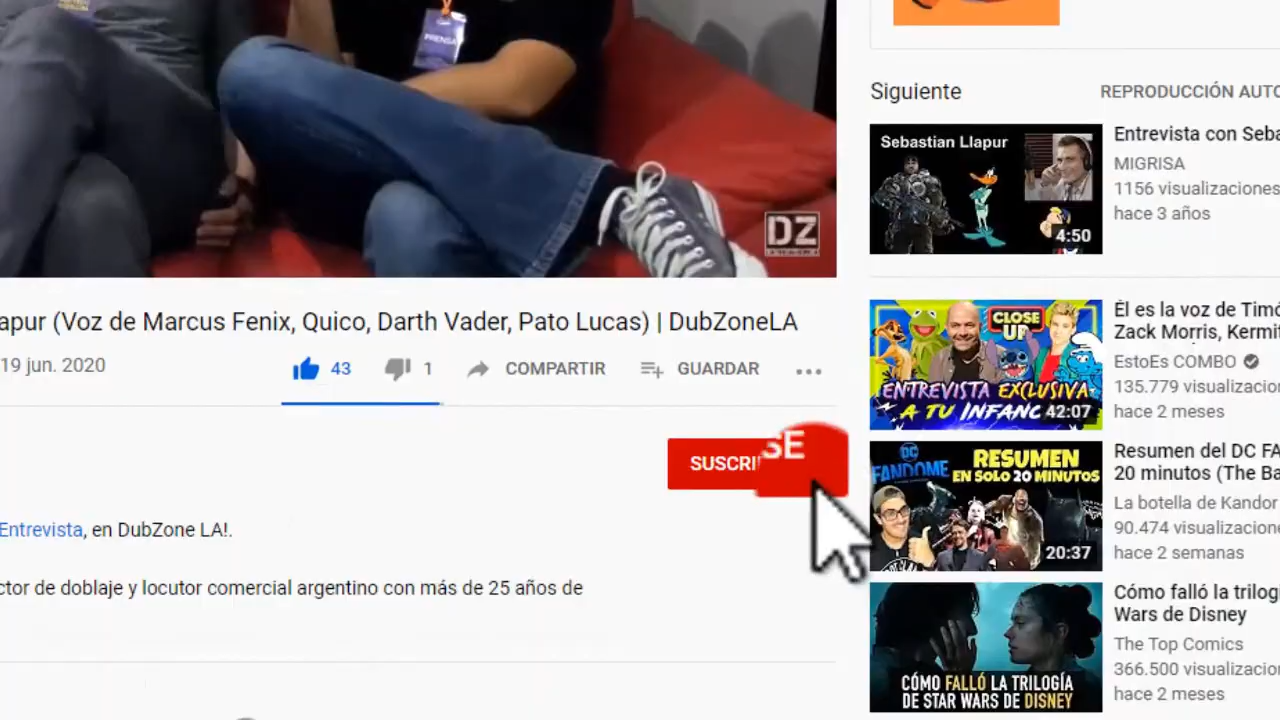 PRENSA
DZ
apur (Voz de Marcus Fenix, Quico, Darth Vader, Pato Lucas) | DubZoneLA
19 jun. 2020
43
1
COMPARTIR
GUARDAR
SUSCRI
SE
Entrevista, en DubZone LA!.
ctor de doblaje y locutor comercial argentino con más de 25 años de
Siguiente
REPRODUCCIÓN AUTO
Sebastian Llapur
4:50
Entrevista con Seba
MIGRISA
1156 visualizaciones
hace 3 años
CLOSE UP
ENTREVISTA EXCLUSIVA
A TU INFANC
42:07
Él es la voz de Timó
Zack Morris, Kermit
EstoEs COMBO
135.779 visualizacio
hace 2 meses
DC FANDOME
RESUMEN
EN SOLO 20 MINUTOS
20:37
Resumen del DC FA
20 minutos (The Ba
La botella de Kandor
90.474 visualizacione
hace 2 semanas
CÓMO FALLÓ LA TRILOGÍA
DE STAR WARS DE DISNEY
Cómo falló la trilogí
Wars de Disney
The Top Comics
366.500 visualizacion
hace 2 meses